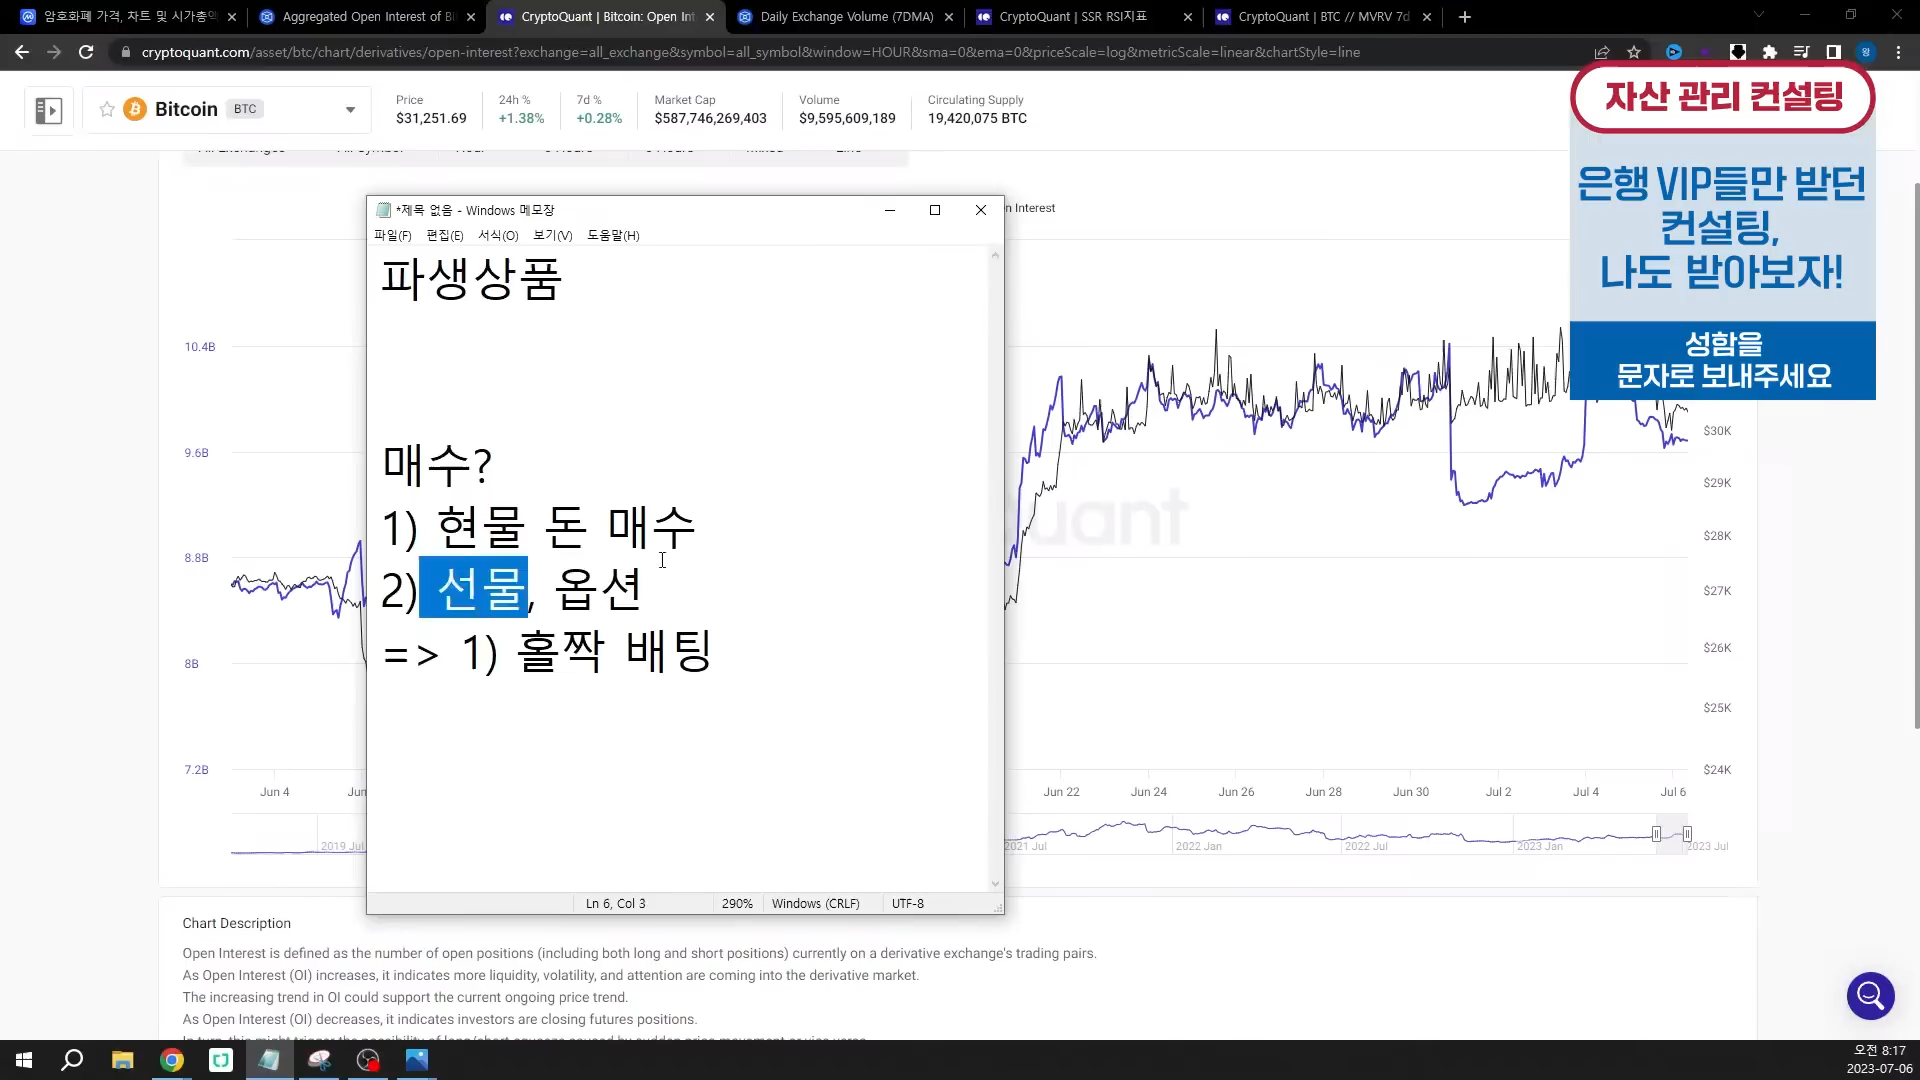 암호화폐 가격, 차트 및 시가총액
Aggregated Open Interest of Bi
CryptoQuant | Bitcoin: Open Int
Daily Exchange Volume (7DMA)
CryptoQuant | SSR RSI지표
CryptoQuant | BTC // MVRV 7d
cryptoquant.com/asset/btc/chart/derivatives/open-interest?exchange=all_exchange&symbol=all_symbol&window=HOUR&sma=0&ema=0&priceScale=log&metricScale=linear&chartStyle=line
왕
Bitcoin BTC
Price
$31,251.69
24h %
+1.38%
7d %
+0.28%
Market Cap
$587,746,269,403
Volume
$9,595,609,189
Circulating Supply
19,420,075 BTC
자산 관리 컨설팅
은행 VIP들만 받던
컨설팅,
나도 받아보자!
성함을
문자로 보내주세요
*제목 없음 - Windows 메모장
파일(F) 편집(E) 서식(O) 보기(V) 도움말(H)
파생상품
매수?
1) 현물 돈 매수
2) 선물, 옵션
=> 1) 홀짝 배팅
Ln 6, Col 3 290% Windows (CRLF) UTF-8
n Interest
10.4B
9.6B
8.8B
8B
7.2B
$30K
$29K
$28K
$27K
$26K
$25K
$24K
uant
Jun 4 Jun Jun 22 Jun 24 Jun 26 Jun 28 Jun 30 Jul 2 Jul 4 Jul 6
2019 Jul 2021 Jul 2022 Jan 2022 Jul 2023 Jan 2023 Jul
Chart Description
Open Interest is defined as the number of open positions (including both long and short positions) currently on a derivative exchange's trading pairs.
As Open Interest (OI) increases, it indicates more liquidity, volatility, and attention are coming into the derivative market.
The increasing trend in OI could support the current ongoing price trend.
As Open Interest (OI) decreases, it indicates investors are closing futures positions.
오전 8:17
2023-07-06